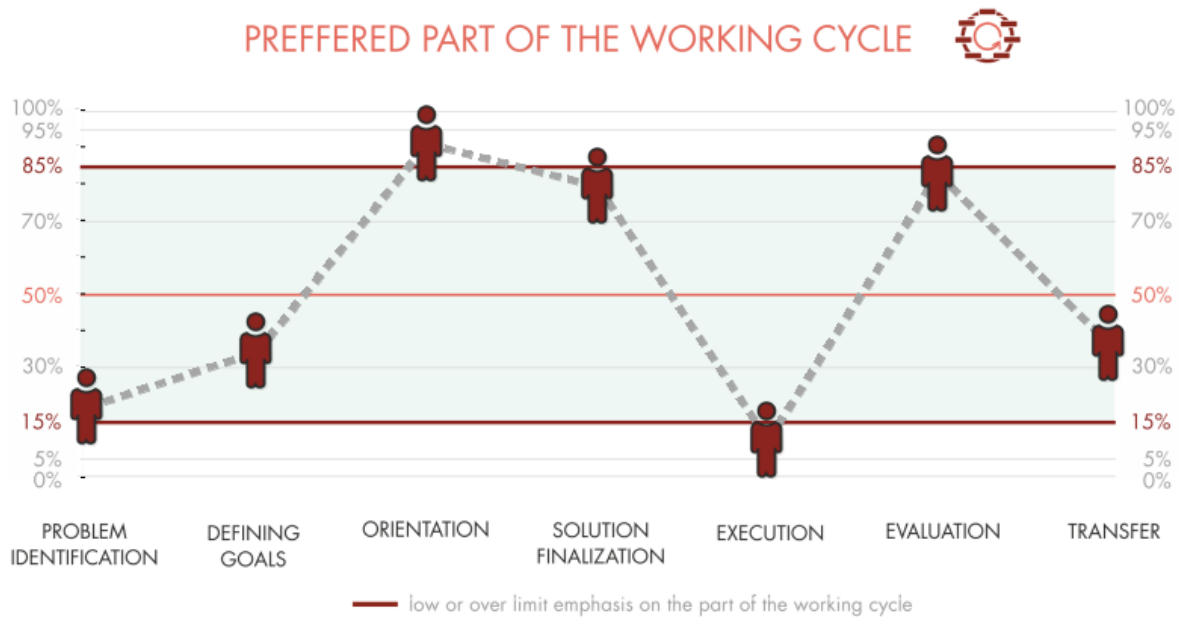 PREFFERED PART OF THE WORKING CYCLE
100% 100%
95% 95%
85% 85%
70% 70%
50% 50%
30% 30%
15% 15%
5% 5%
0% 0%
PROBLEM IDENTIFICATION
DEFINING GOALS
ORIENTATION
SOLUTION FINALIZATION
EXECUTION
EVALUATION
TRANSFER
low or over limit emphasis on the part of the working cycle